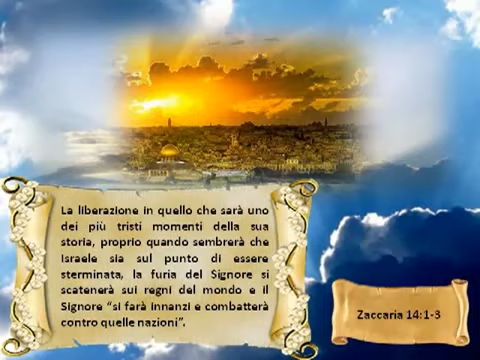 La liberazione in quello che sarà uno
dei più tristi momenti della sua
storia, proprio quando sembrerà che
Israele sia sul punto di essere
sterminata, la furia del Signore si
scatenerà sui regni del mondo e il
Signore “si farà innanzi e combatterà
contro quelle nazioni”.
Zaccaria 14:1-3